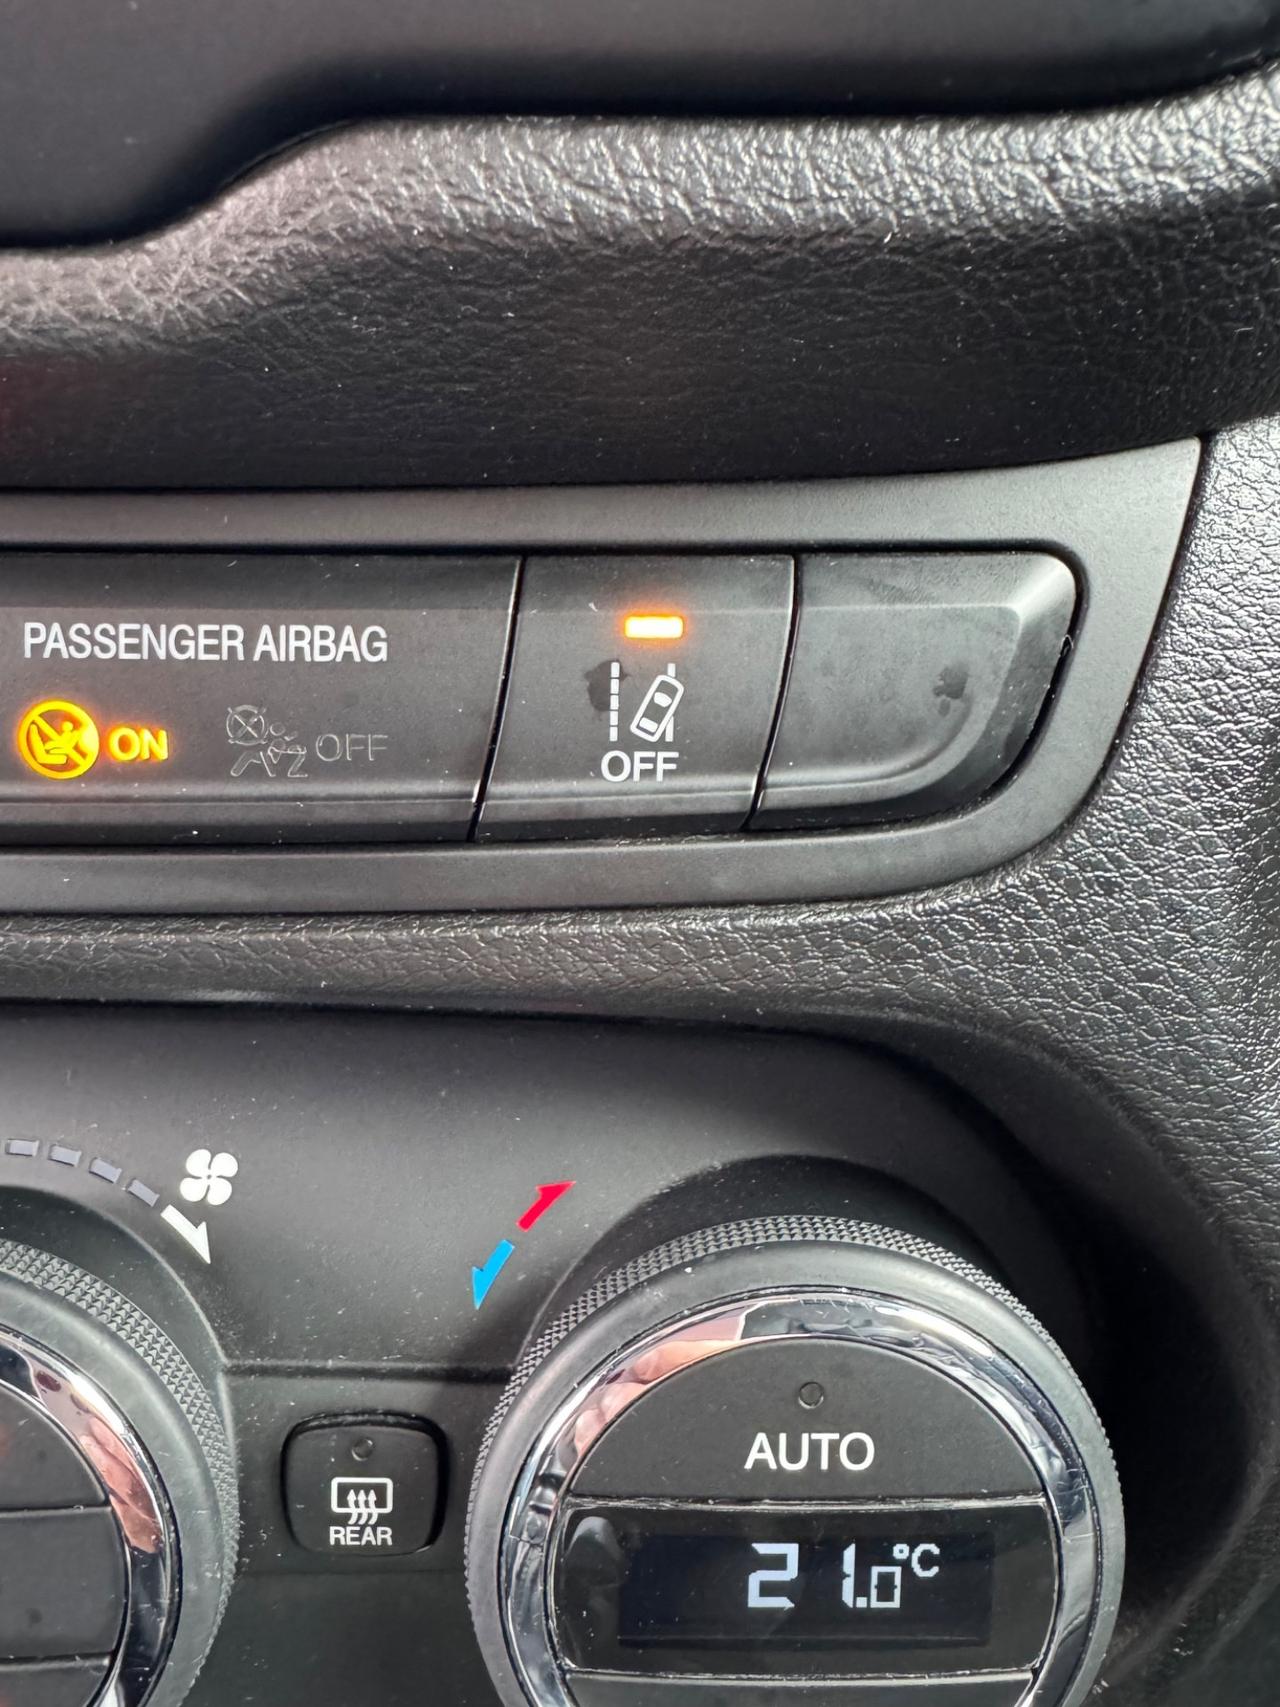 PASSENGER AIRBAG
ON OFF
OFF
AUTO
REAR
21.0°C